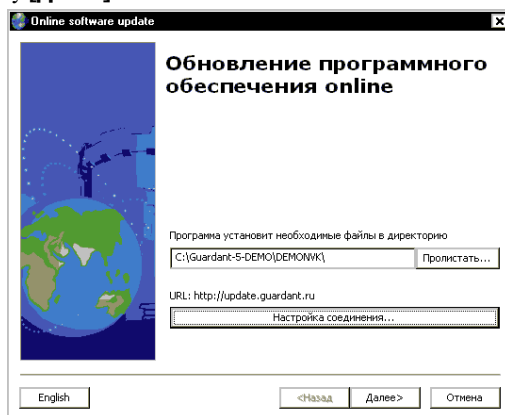 Online software update
Обновление программного
обеспечения online
Программа установит необходимые файлы в директорию
C:\Guardant-5-DEMO\DEMONVK\
Пролистать...
URL: http://update.guardant.ru
Настройка соединения...
English
<Назад
Далее>
Отмена